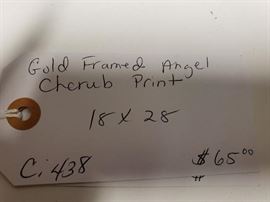 Gold Framed Angel
Cherub Print
18 x 28
C: 438 $65.00